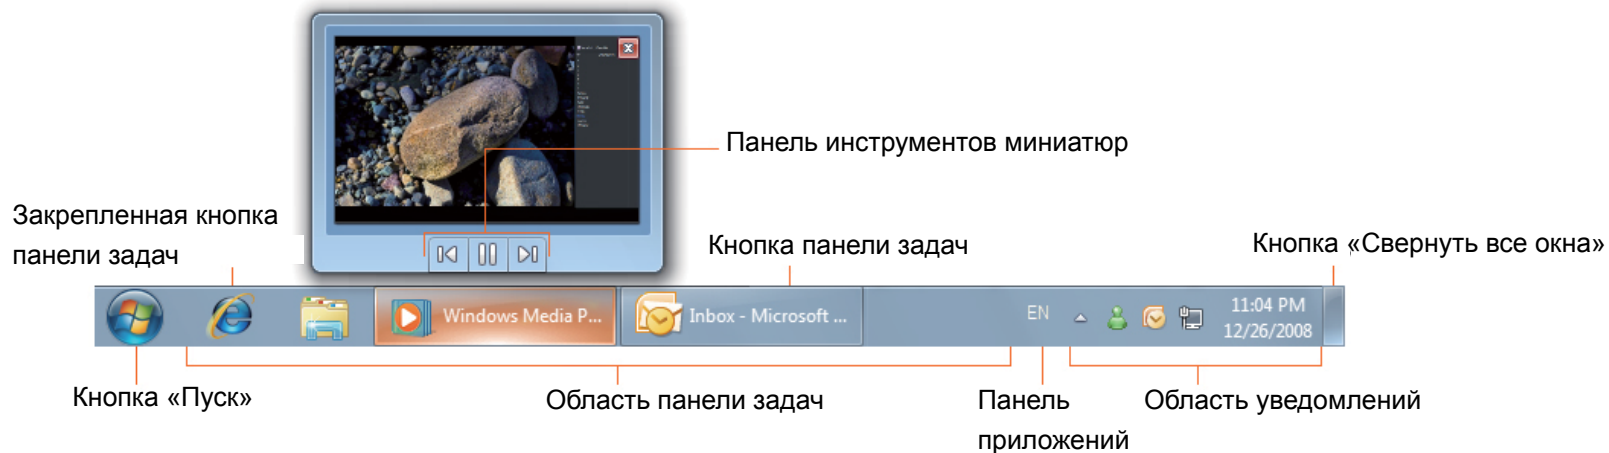 Панель инструментов миниатюр
Закрепленная кнопка
панели задач
Кнопка панели задач
Кнопка «Свернуть все окна»
Windows Media P...
Inbox - Microsoft ...
EN
11:04 PM
12/26/2008
Кнопка «Пуск»
Область панели задач
Панель
приложений
Область уведомлений